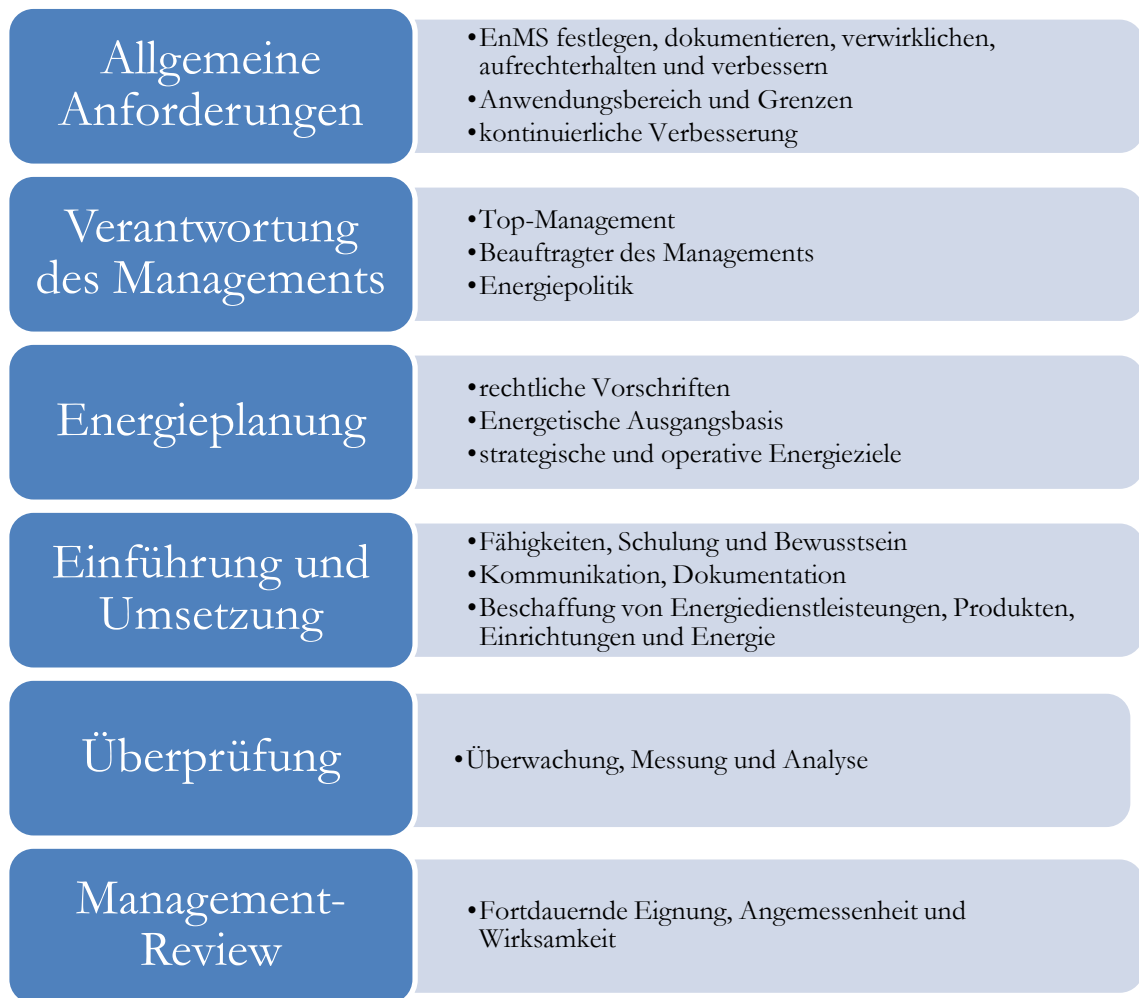 Allgemeine
Anforderungen
•EnMS festlegen, dokumentieren, verwirklichen,
aufrechterhalten und verbessern
•Anwendungsbereich und Grenzen
•kontinuierliche Verbesserung
Verantwortung
des Managements
•Top-Management
•Beauftragter des Managements
•Energiepolitik
Energieplanung
•rechtliche Vorschriften
•Energetische Ausgangsbasis
•strategische und operative Energieziele
Einführung und
Umsetzung
•Fähigkeiten, Schulung und Bewusstsein
•Kommunikation, Dokumentation
•Beschaffung von Energiedienstleisteungen, Produkten,
Einrichtungen und Energie
Überprüfung
•Überwachung, Messung und Analyse
Management-
Review
•Fortdauernde Eignung, Angemessenheit und
Wirksamkeit